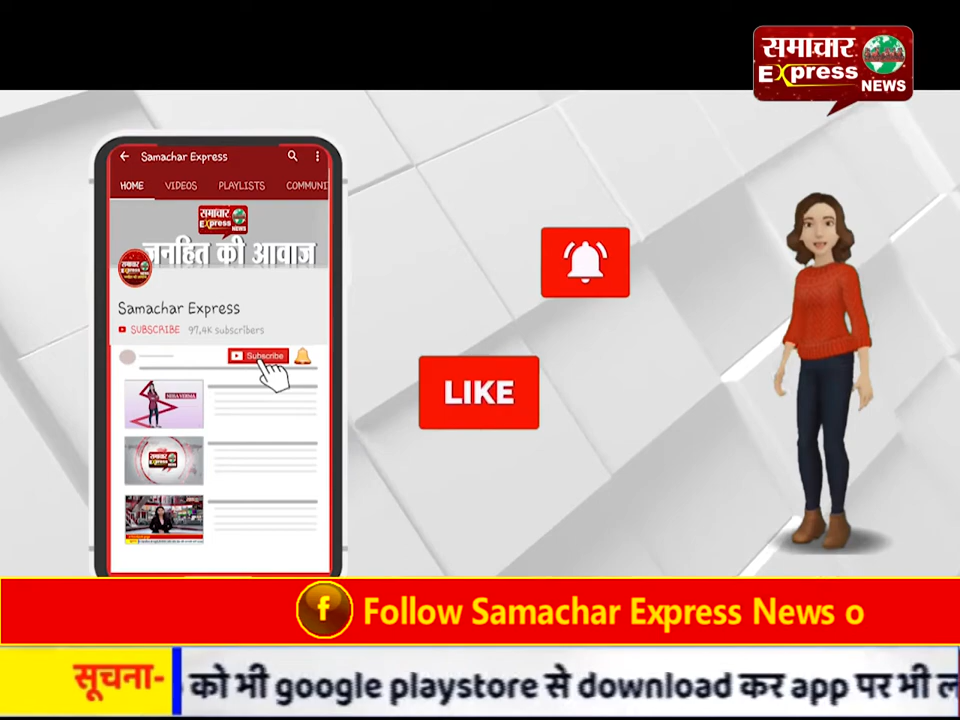 समाचार
Express
NEWS
Samachar Express
HOME VIDEOS PLAYLISTS COMMUNI
समाचार
Express
NEWS
जनहित की आवाज
Samachar Express
SUBSCRIBE 97.4K subscribers
Subscribe
LIKE
f Follow Samachar Express News o
सूचना- को भी google playstore से download कर app पर भी ल